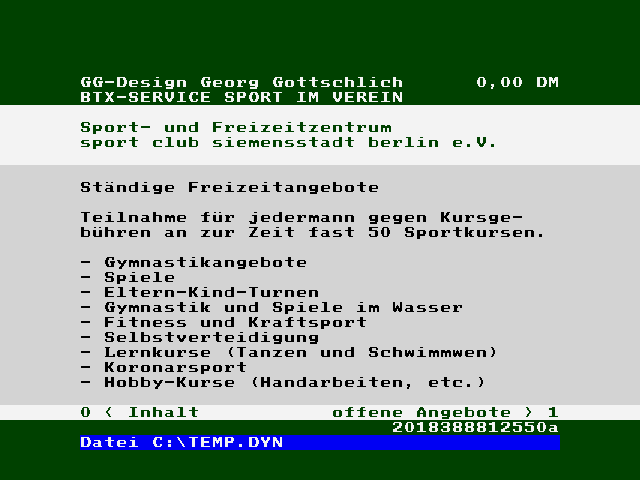 GG-Design Georg Gottschlich 0,00 DM
BTX-SERVICE SPORT IM VEREIN
Sport- und Freizeitzentrum
sport club siemensstadt berlin e.V.
Ständige Freizeitangebote
Teilnahme für jedermann gegen Kursge-
bühren an zur Zeit fast 50 Sportkursen.
- Gymnastikangebote
- Spiele
- Eltern-Kind-Turnen
- Gymnastik und Spiele im Wasser
- Fitness und Kraftsport
- Selbstverteidigung
- Lernkurse (Tanzen und Schwimmwen)
- Koronarsport
- Hobby-Kurse (Handarbeiten, etc.)
0 < Inhalt offene Angebote > 1
2018388812550a
Datei C:\TEMP.DYN